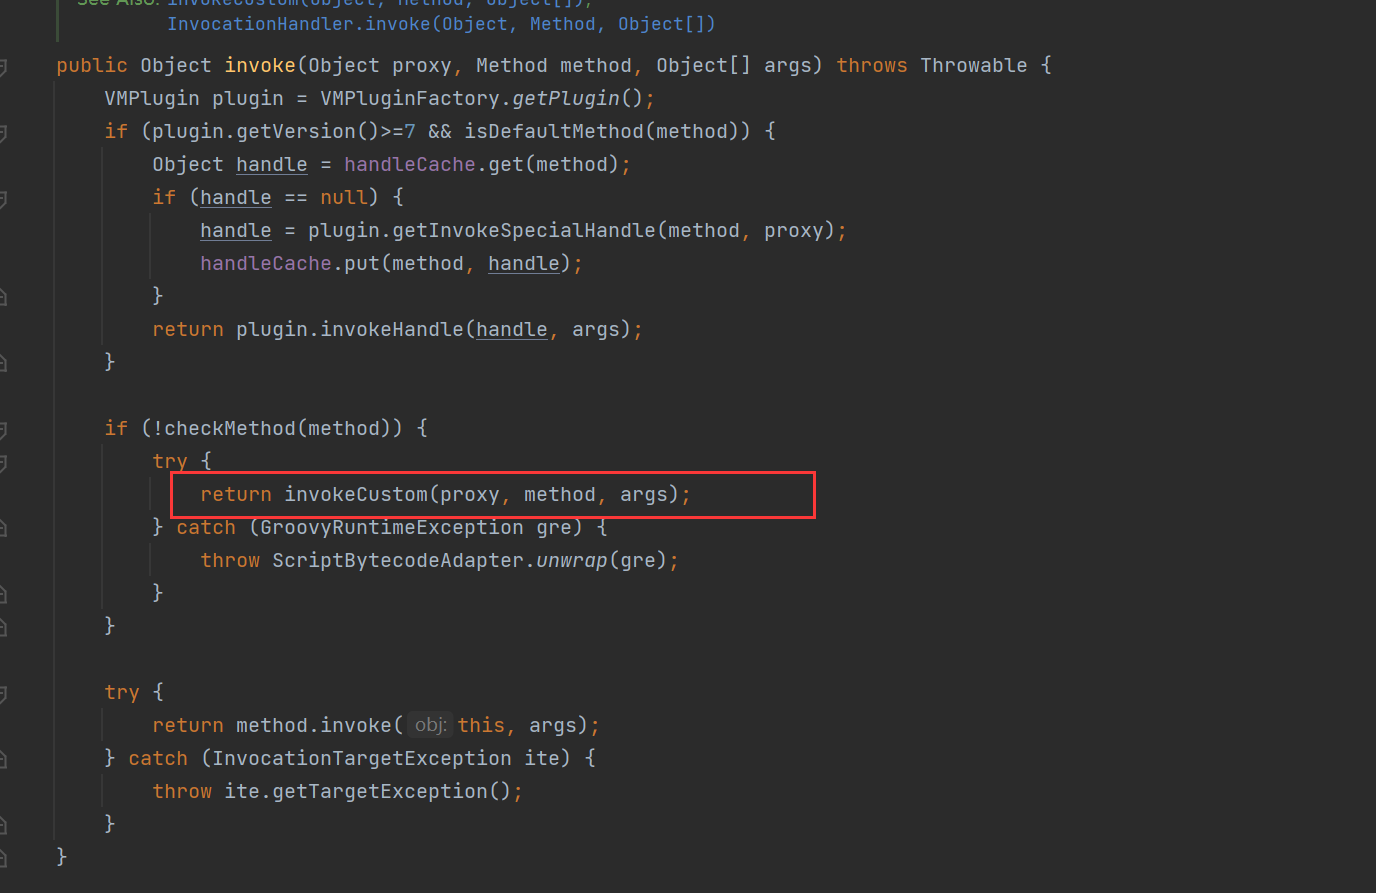 See Also: invokeCustom(Object, Method, Object[]),
InvocationHandler.invoke(Object, Method, Object[])
public Object invoke(Object proxy, Method method, Object[] args) throws Throwable {
VMPlugin plugin = VMPluginFactory.getPlugin();
if (plugin.getVersion()>=7 && isDefaultMethod(method)) {
Object handle = handleCache.get(method);
if (handle == null) {
handle = plugin.getInvokeSpecialHandle(method, proxy);
handleCache.put(method, handle);
}
return plugin.invokeHandle(handle, args);
}
if (!checkMethod(method)) {
try {
return invokeCustom(proxy, method, args);
} catch (GroovyRuntimeException gre) {
throw ScriptBytecodeAdapter.unwrap(gre);
}
}
try {
return method.invoke( obj: this, args);
} catch (InvocationTargetException ite) {
throw ite.getTargetException();
}
}